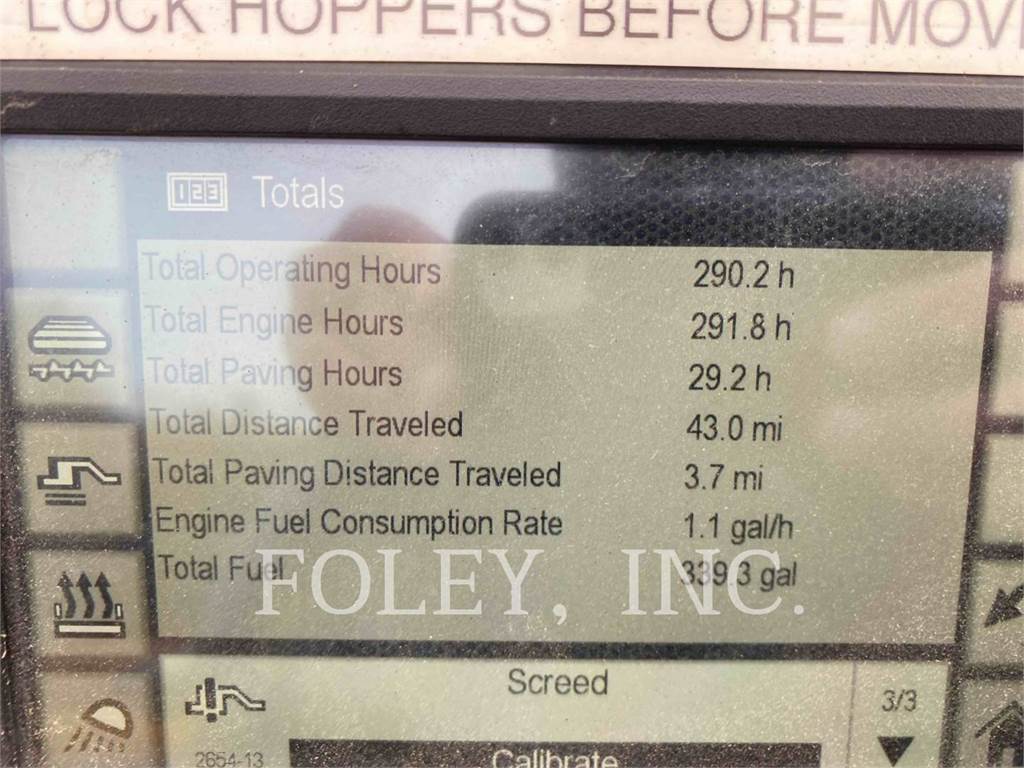 LOCK HOPPERS BEFORE
123 Totals
Total Operating Hours 290.2 h
Total Engine Hours 291.8 h
Total Paving Hours 29.2 h
Total Distance Traveled 43.0 mi
Total Paving Distance Traveled 3.7 mi
Engine Fuel Consumption Rate 1.1 gal/h
Total Fuel 339.3 gal
FOLEY, INC.
Screed
3/3
2654-13
Calibrate